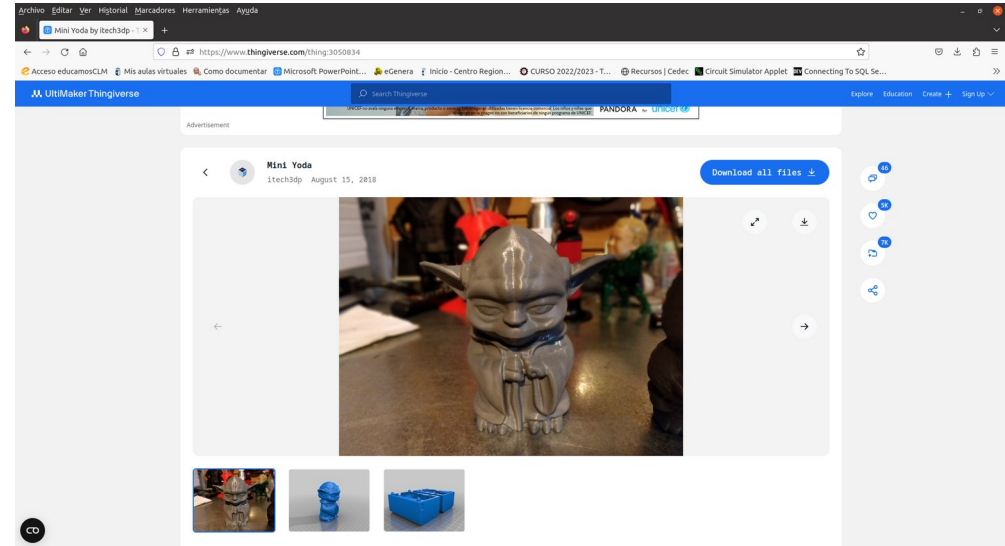 Archivo Editar Ver Historial Marcadores Herramientas Ayuda
Mini Yoda by itech3dp - T
https://www.thingiverse.com/thing:3050834
Acceso educamosCLM Mis aulas virtuales Como documentar Microsoft PowerPoint... eGenera Inicio - Centro Region... CURSO 2022/2023 - T... Recursos | Cedec Circuit Simulator Applet Connecting To SQL Se...
UltiMaker Thingiverse Search Thingiverse Explore Education Create Sign Up
PANDORA unicef
Advertisement
Mini Yoda
itech3dp August 15, 2018
Download all files
46
5K
7K